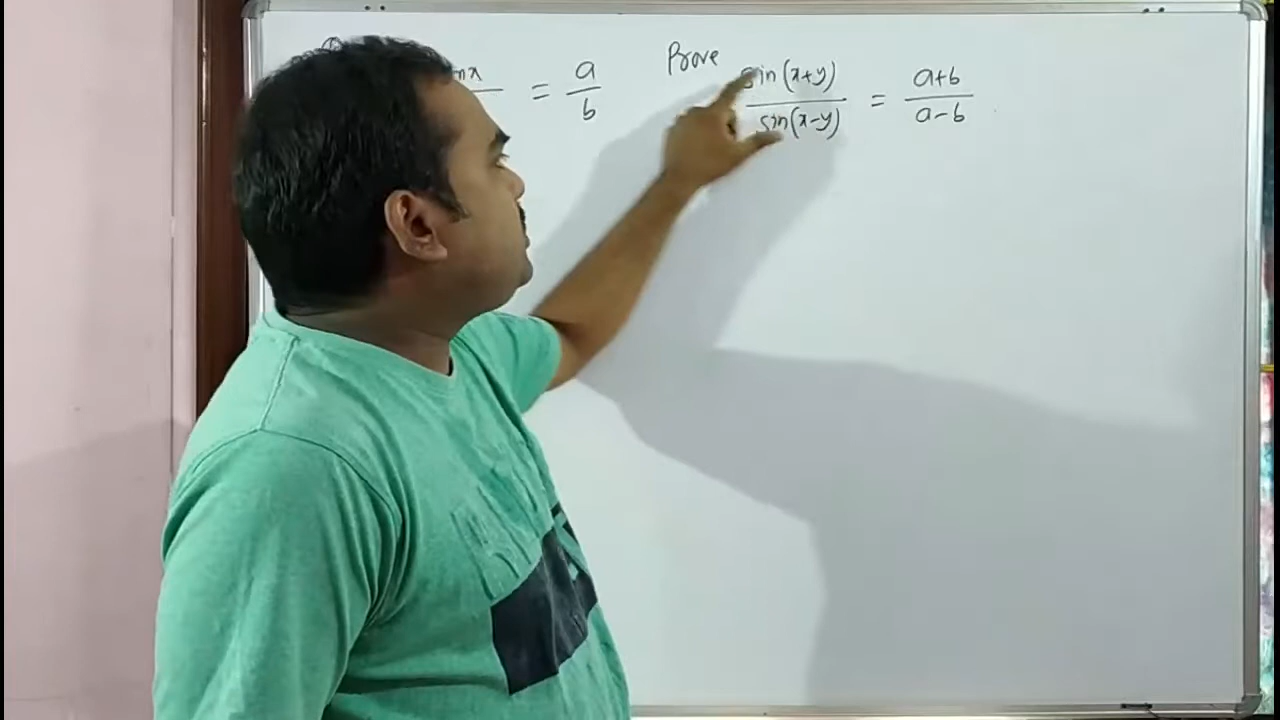 a/b =
Prove sin(x+y)/sin(x-y) = (a+b)/(a-b)